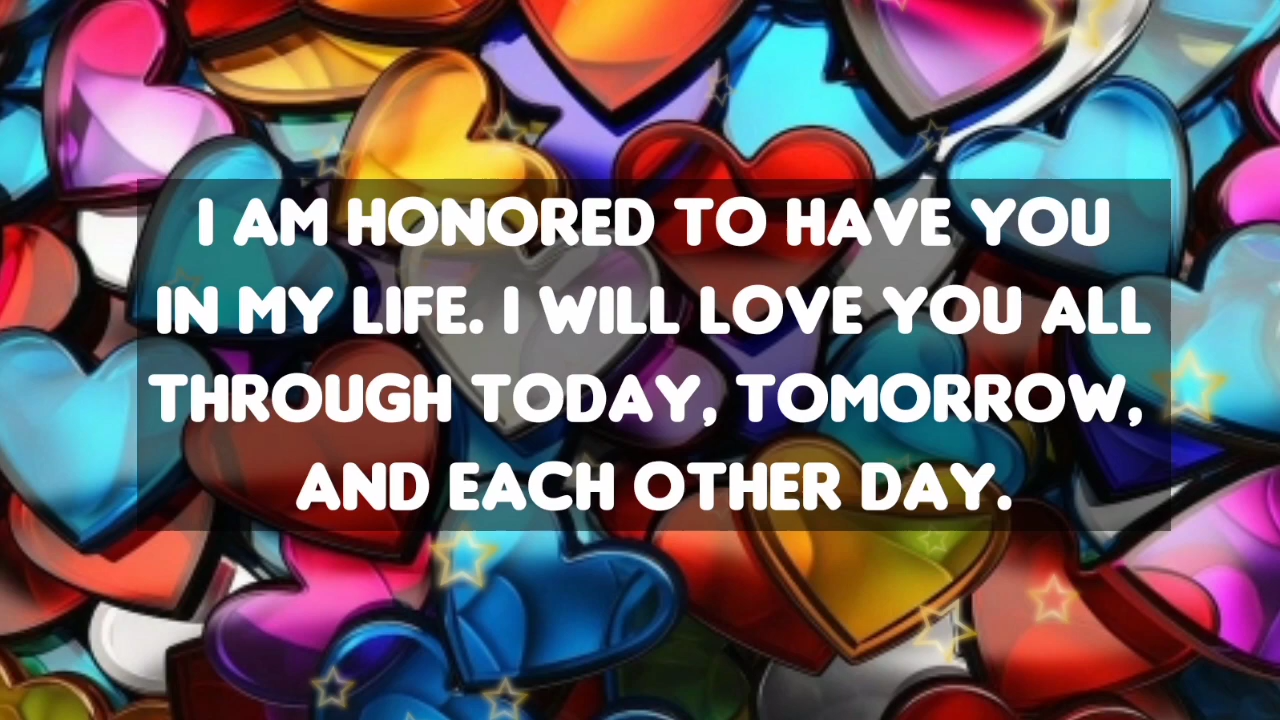 I AM HONORED TO HAVE YOU
IN MY LIFE. I WILL LOVE YOU ALL
THROUGH TODAY, TOMORROW,
AND EACH OTHER DAY.